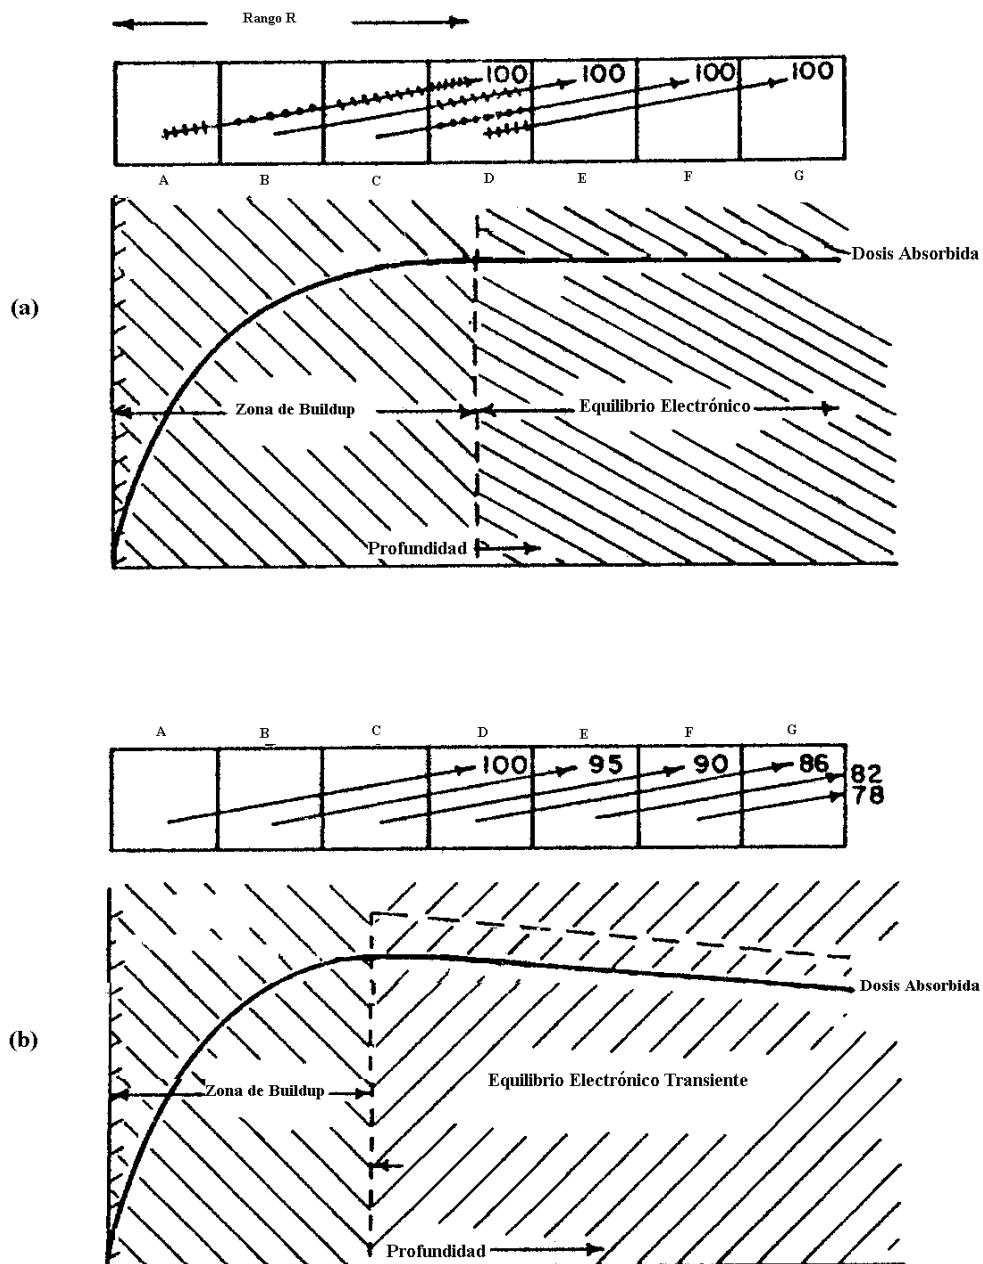 Rango R
100 100 100 100
A B C D E F G
Dosis Absorbida
(a)
Zona de Buildup
Equilibrio Electrónico
Profundidad
A B C D E F G
100 95 90 86 82
78
Dosis Absorbida
(b)
Equilibrio Electrónico Transiente
Zona de Buildup
Profundidad